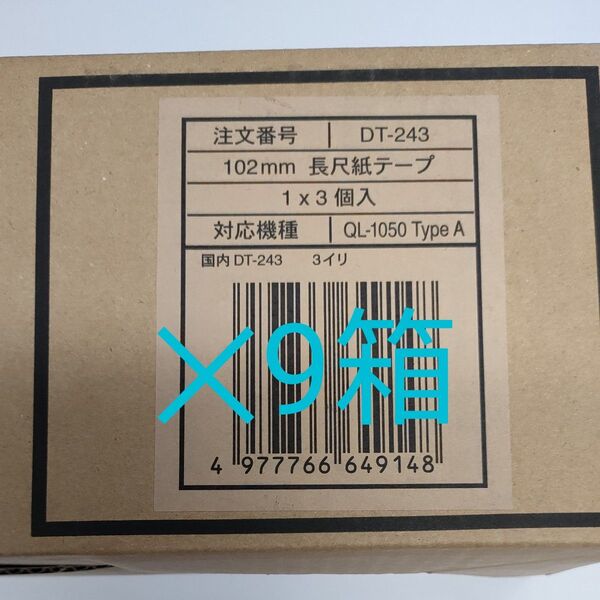 注文番号 DT-243
102mm 長尺紙テープ
1 x 3 個入
対応機種 QL-1050 Type A
国内 DT-243 3イリ
×9箱
4 977766 649148